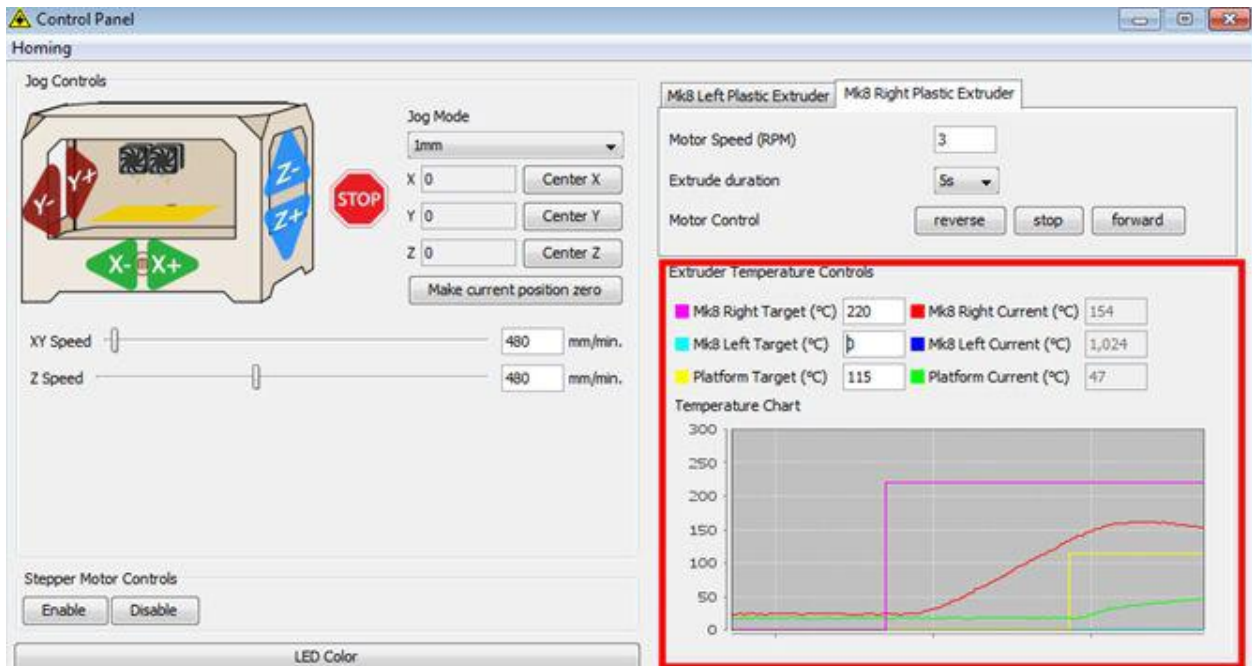 Control Panel
Homing
Jog Controls
Y- Y+
Z-
Z+
X- X+
STOP
Jog Mode
1mm
X 0 Center X
Y 0 Center Y
Z 0 Center Z
Make current position zero
XY Speed 480 mm/min.
Z Speed 480 mm/min.
Stepper Motor Controls
Enable Disable
LED Color
Mk8 Left Plastic Extruder Mk8 Right Plastic Extruder
Motor Speed (RPM) 3
Extrude duration 5s
Motor Control reverse stop forward
Extruder Temperature Controls
Mk8 Right Target (°C) 220 Mk8 Right Current (°C) 154
Mk8 Left Target (°C) 0 Mk8 Left Current (°C) 1,024
Platform Target (°C) 115 Platform Current (°C) 47
Temperature Chart
300
250
200
150
100
50
0